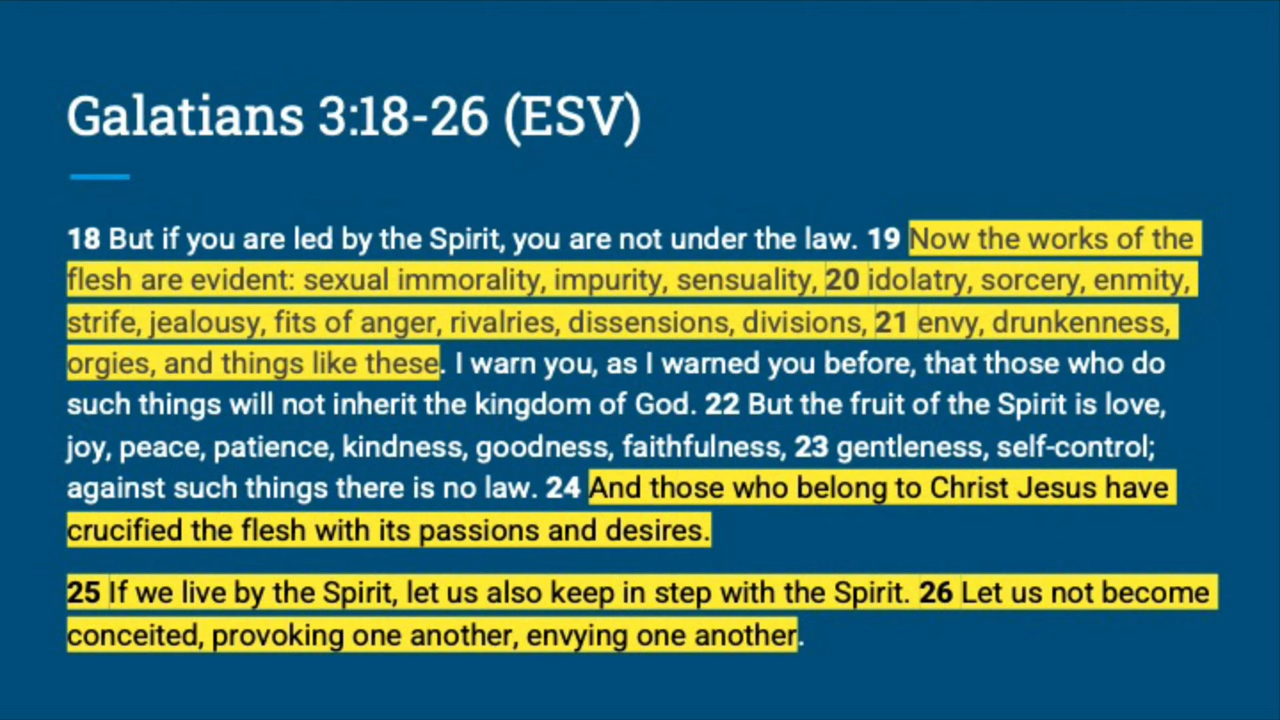 Galatians 3:18-26 (ESV)
18 But if you are led by the Spirit, you are not under the law. 19 Now the works of the
flesh are evident: sexual immorality, impurity, sensuality, 20 idolatry, sorcery, enmity,
strife, jealousy, fits of anger, rivalries, dissensions, divisions, 21 envy, drunkenness,
orgies, and things like these. I warn you, as I warned you before, that those who do
such things will not inherit the kingdom of God. 22 But the fruit of the Spirit is love,
joy, peace, patience, kindness, goodness, faithfulness, 23 gentleness, self-control;
against such things there is no law. 24 And those who belong to Christ Jesus have
crucified the flesh with its passions and desires.
25 If we live by the Spirit, let us also keep in step with the Spirit. 26 Let us not become
conceited, provoking one another, envying one another.